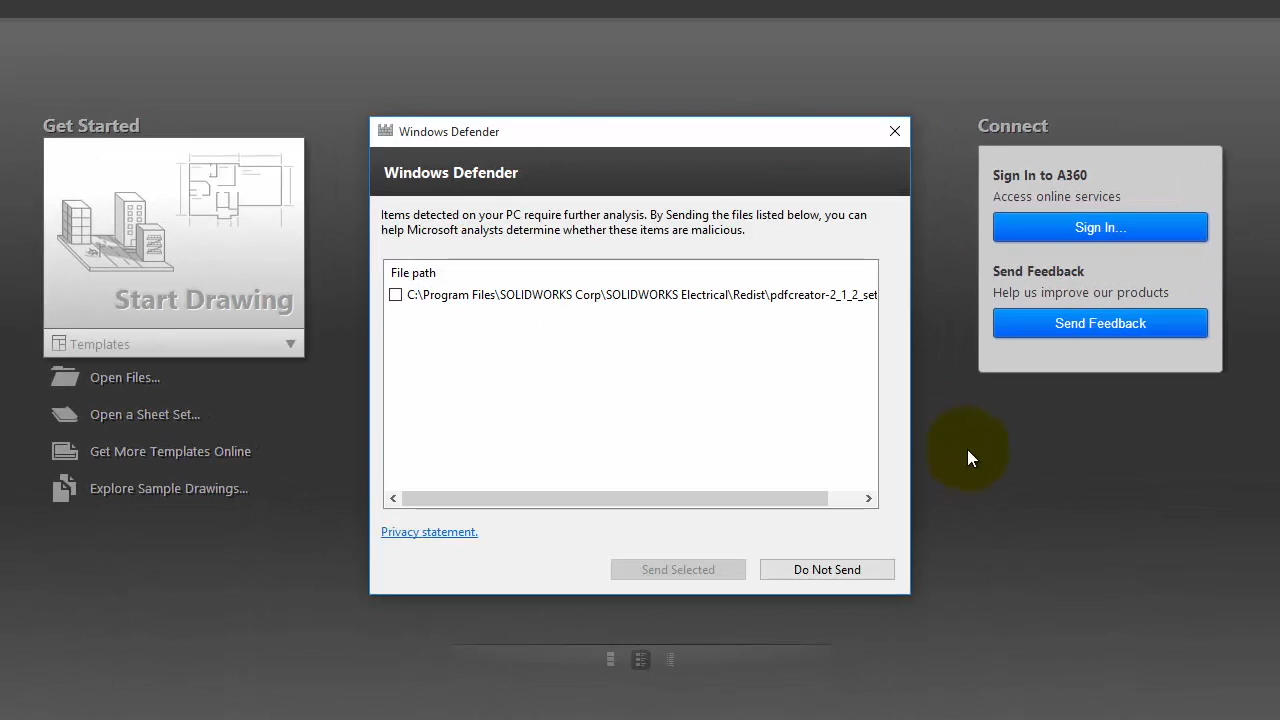 Get Started
Start Drawing
Templates
Open Files...
Open a Sheet Set...
Get More Templates Online
Explore Sample Drawings...
Windows Defender
Windows Defender
Items detected on your PC require further analysis. By Sending the files listed below, you can
help Microsoft analysts determine whether these items are malicious.
File path
C:\Program Files\SOLIDWORKS Corp\SOLIDWORKS Electrical\Redist\pdfcreator-2_1_2_set
Privacy statement.
Send Selected
Do Not Send
Connect
Sign In to A360
Access online services
Sign In...
Send Feedback
Help us improve our products
Send Feedback